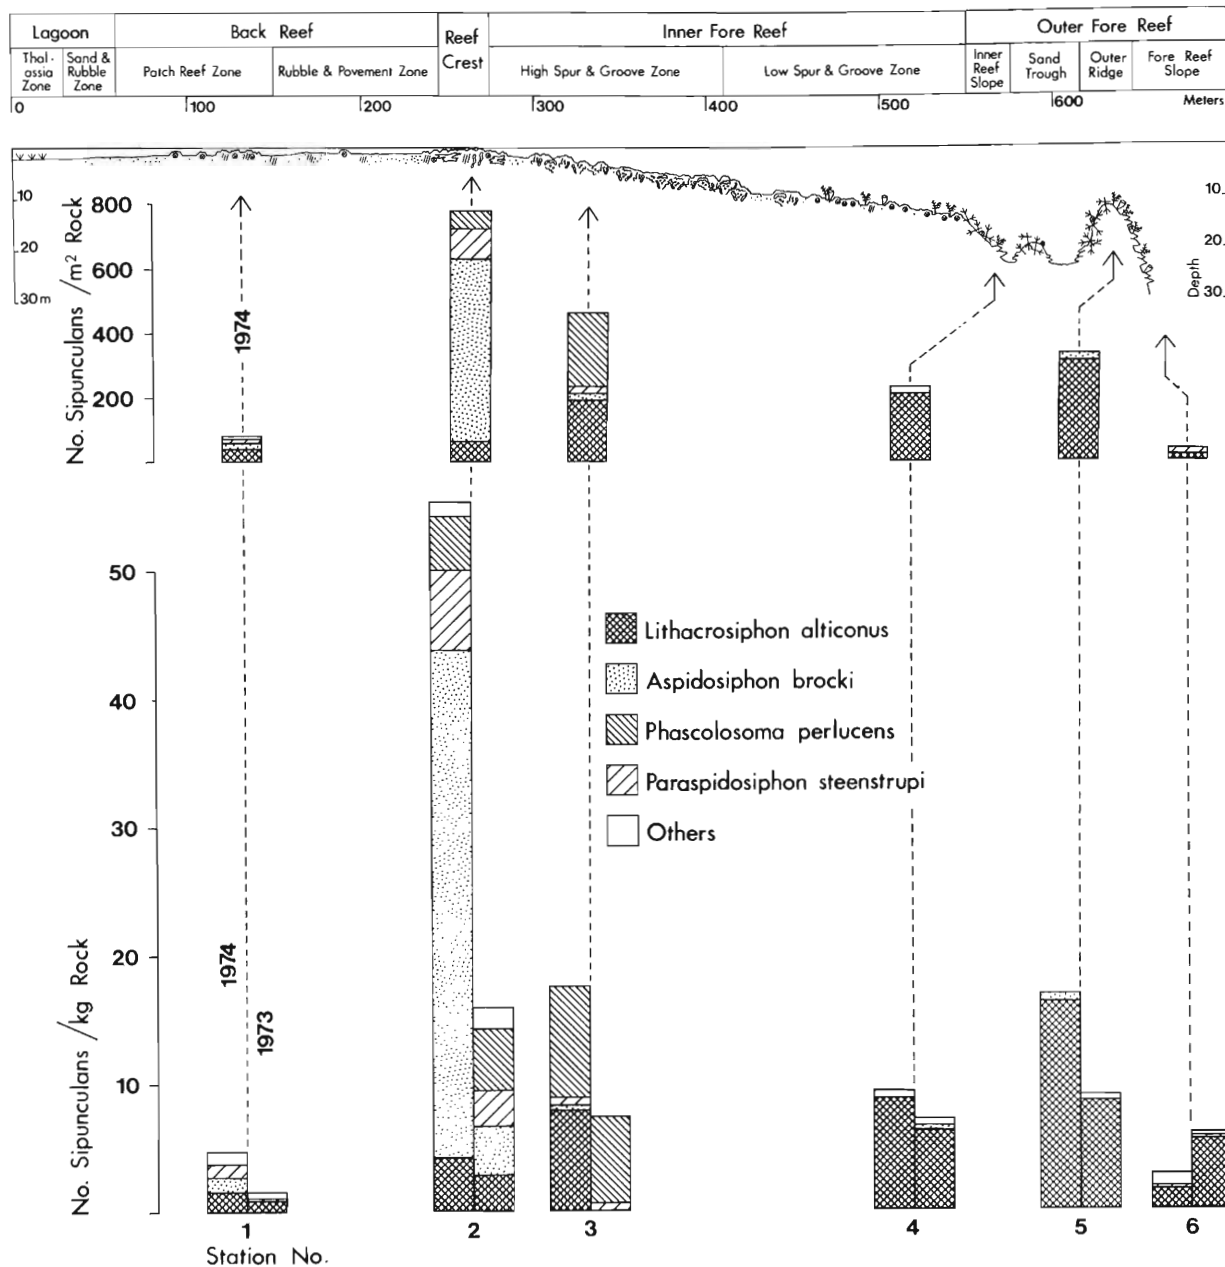 Lagoon Back Reef Reef Crest Inner Fore Reef Outer Fore Reef
Thal-
assia
Zone
Sand &
Rubble
Zone
Patch Reef Zone
Rubble & Povement Zone
High Spur & Groove Zone
Low Spur & Groove Zone
Inner
Reef
Slope
Sand
Trough
Outer
Ridge
Fore Reef
Slope
0 100 200 300 400 500 600 Meters
10
20
30m
10
20
30
Depth
No. Sipunculans /m² Rock
800
600
400
200
1974
No. Sipunculans /kg Rock
50
40
30
20
10
1974
1973
Lithacrosiphon alticonus
Aspidosiphon brocki
Phascolosoma perlucens
Paraspidosiphon steenstrupi
Others
1 2 3 4 5 6
Station No.